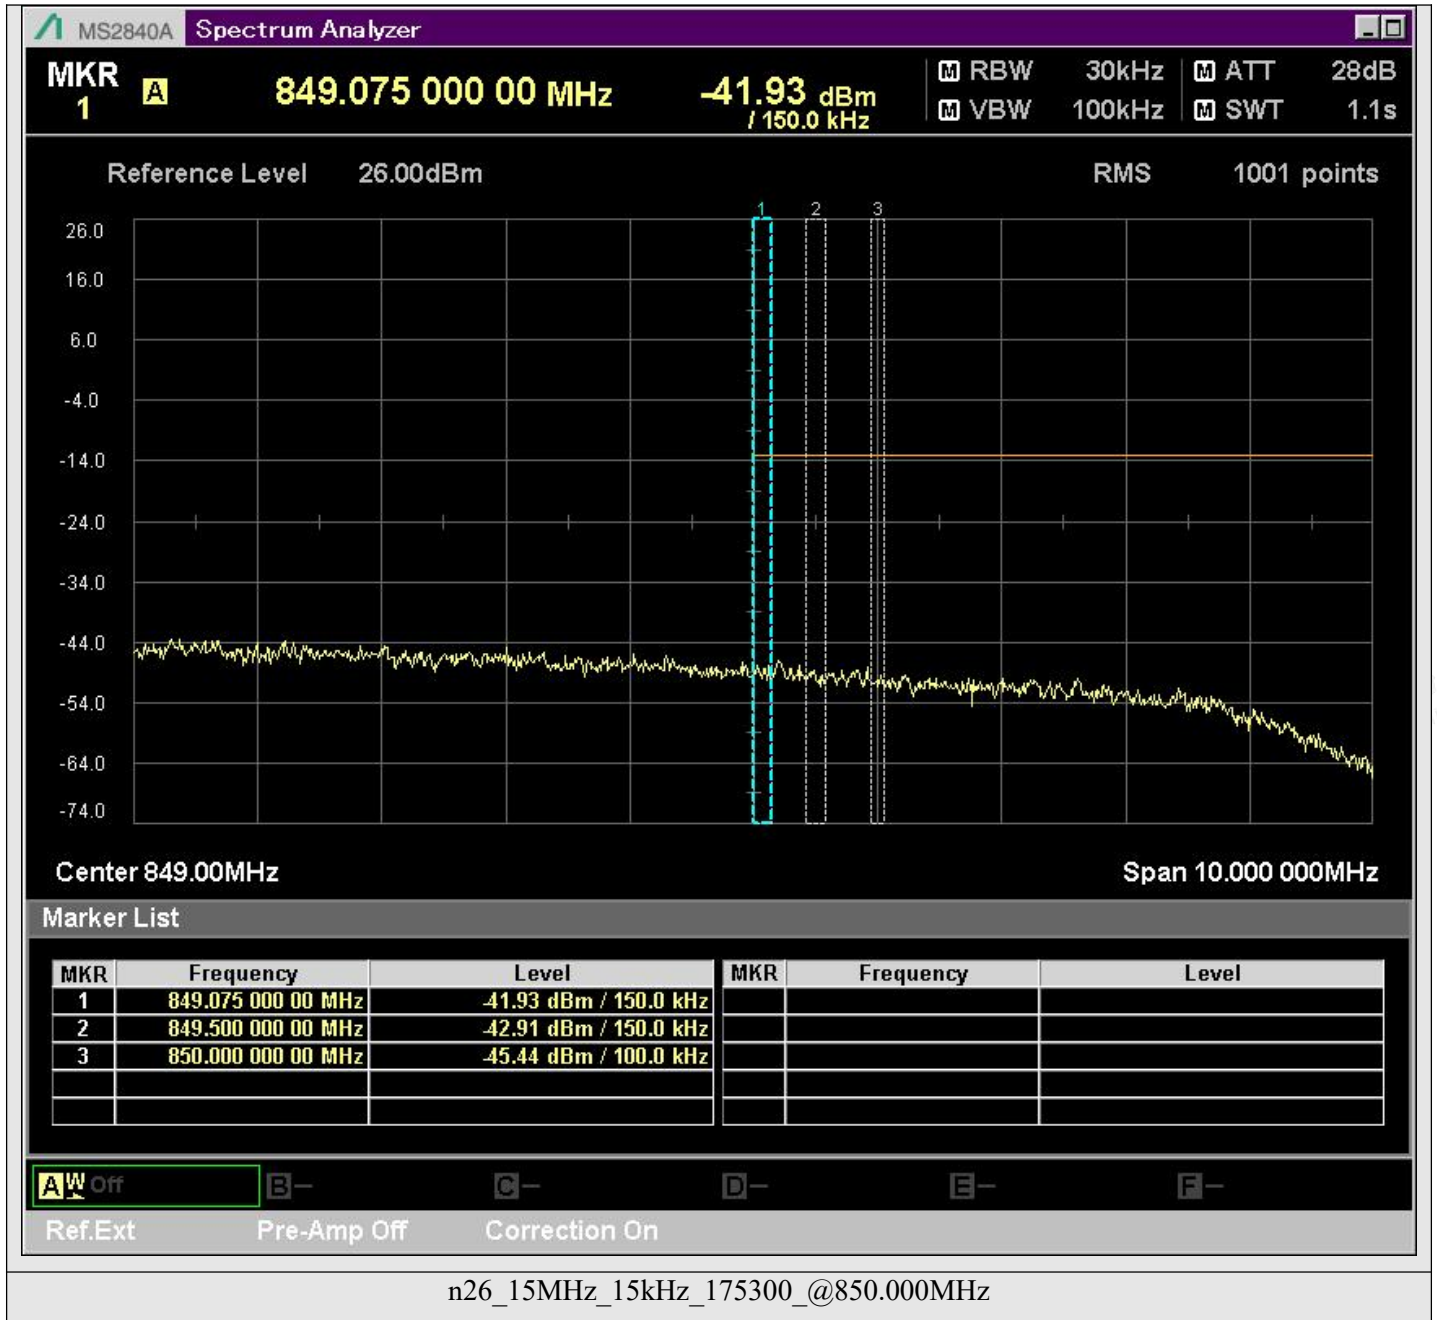 MS2840A Spectrum Analyzer
MKR 1 A 849.075 000 00 MHz -41.93 dBm / 150.0 kHz
M RBW 30kHz M ATT 28dB
M VBW 100kHz M SWT 1.1s
Reference Level 26.00dBm RMS 1001 points
1 2 3
26.0
16.0
6.0
-4.0
-14.0
-24.0
-34.0
-44.0
-54.0
-64.0
-74.0
Center 849.00MHz Span 10.000 000MHz
Marker List
MKR Frequency Level MKR Frequency Level
1 849.075 000 00 MHz -41.93 dBm / 150.0 kHz
2 849.500 000 00 MHz -42.91 dBm / 150.0 kHz
3 850.000 000 00 MHz -45.44 dBm / 100.0 kHz
A W Off B- C- D- E- F-
Ref.Ext Pre-Amp Off Correction On
n26_15MHz_15kHz_175300_@850.000MHz